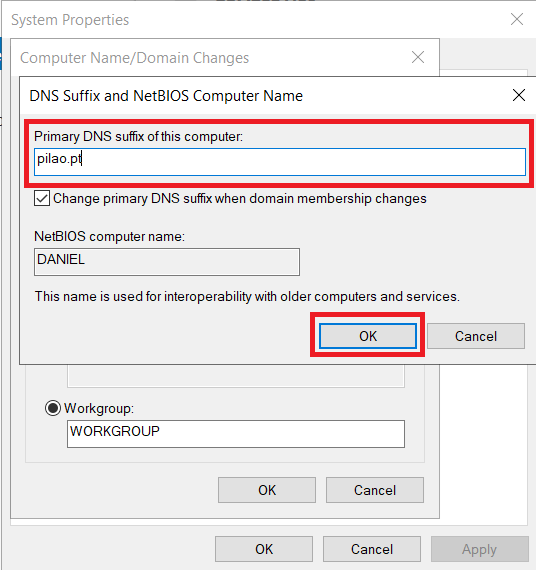 System Properties
Computer Name/Domain Changes
DNS Suffix and NetBIOS Computer Name
Primary DNS suffix of this computer:
pilao.pt
Change primary DNS suffix when domain membership changes
NetBIOS computer name:
DANIEL
This name is used for interoperability with older computers and services.
OK Cancel
Workgroup:
WORKGROUP
OK Cancel
OK Cancel Apply